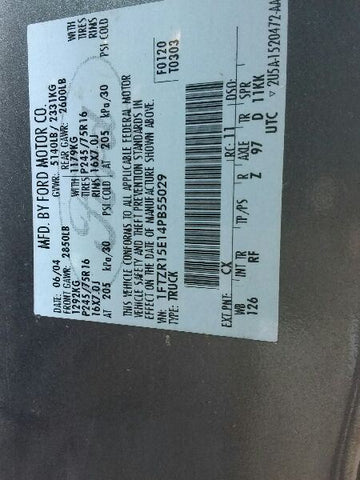 MFD. BY FORD MOTOR CO.
DATE: 06/04 GVWR: 5140LB/ 2331KG
FRONT GAWR: 2850LB REAR GAWR: 2600LB
1292KG WITH 1179KG WITH
P245/75R16 TIRES P245/75R16 TIRES
16X7.0J RIMS 16X7.0J RIMS
AT 205 kPa/30 PSI COLD AT 205 kPa/30 PSI COLD
THIS VEHICLE CONFORMS TO ALL APPLICABLE FEDERAL MOTOR
VEHICLE SAFETY AND THEFT PREVENTION STANDARDS IN
EFFECT ON THE DATE OF MANUFACTURE SHOWN ABOVE.
VIN: 1FTZR15E14PB55029 F0120
TYPE: TRUCK T0303
EXT PNT: CX RC: 11 DSO:
WB INT TR TP/PS R AXLE TR SPR
126 RF Z 97 D 11KK
UTC 2U5A-1520472-AA